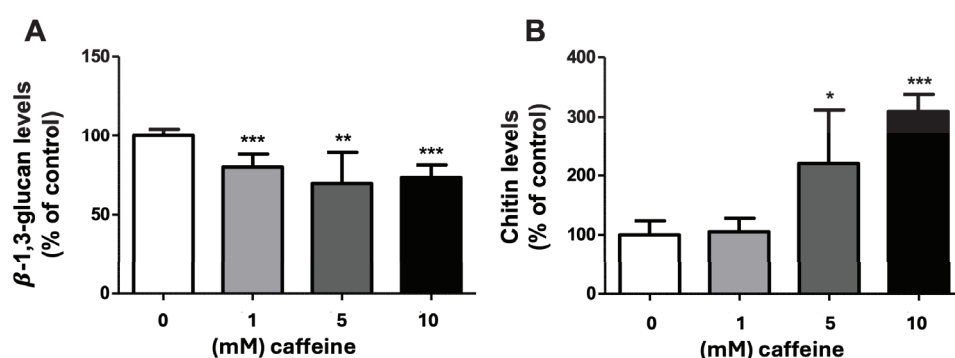 A
β-1,3-glucan levels
(% of control)
150
100
50
0
***
**
***
0 1 5 10
(mM) caffeine
B
Chitin levels
(% of control)
400
300
200
100
0
*
***
0 1 5 10
(mM) caffeine